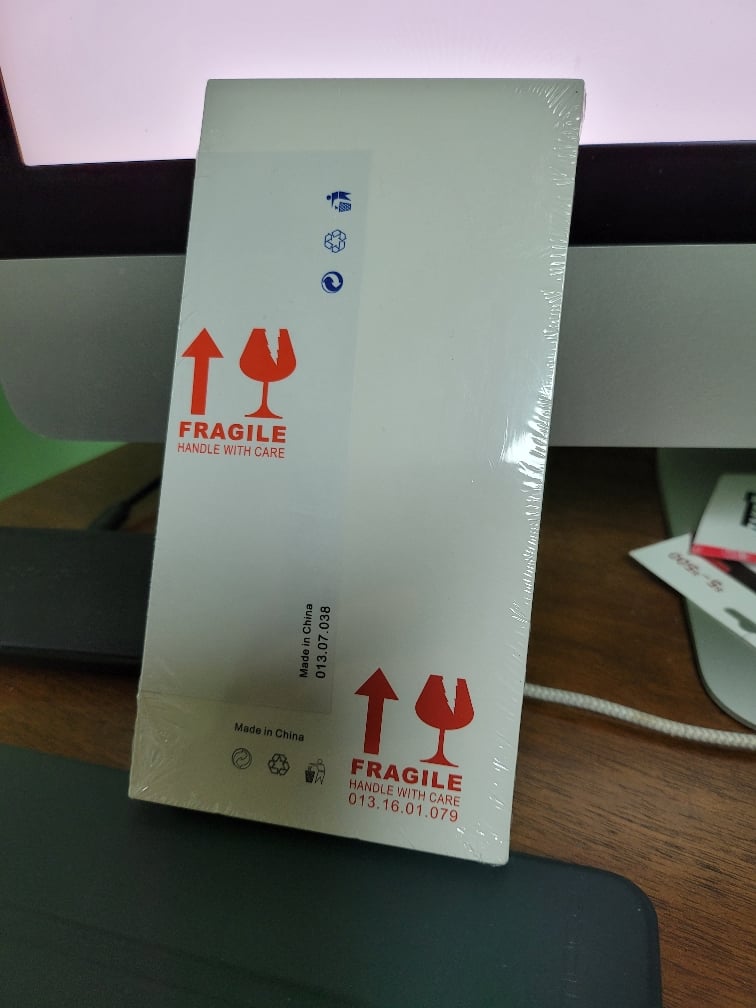 FRAGILE
HANDLE WITH CARE
Made in China
013.07.038
Made in China
FRAGILE
HANDLE WITH CARE
013.16.01.079